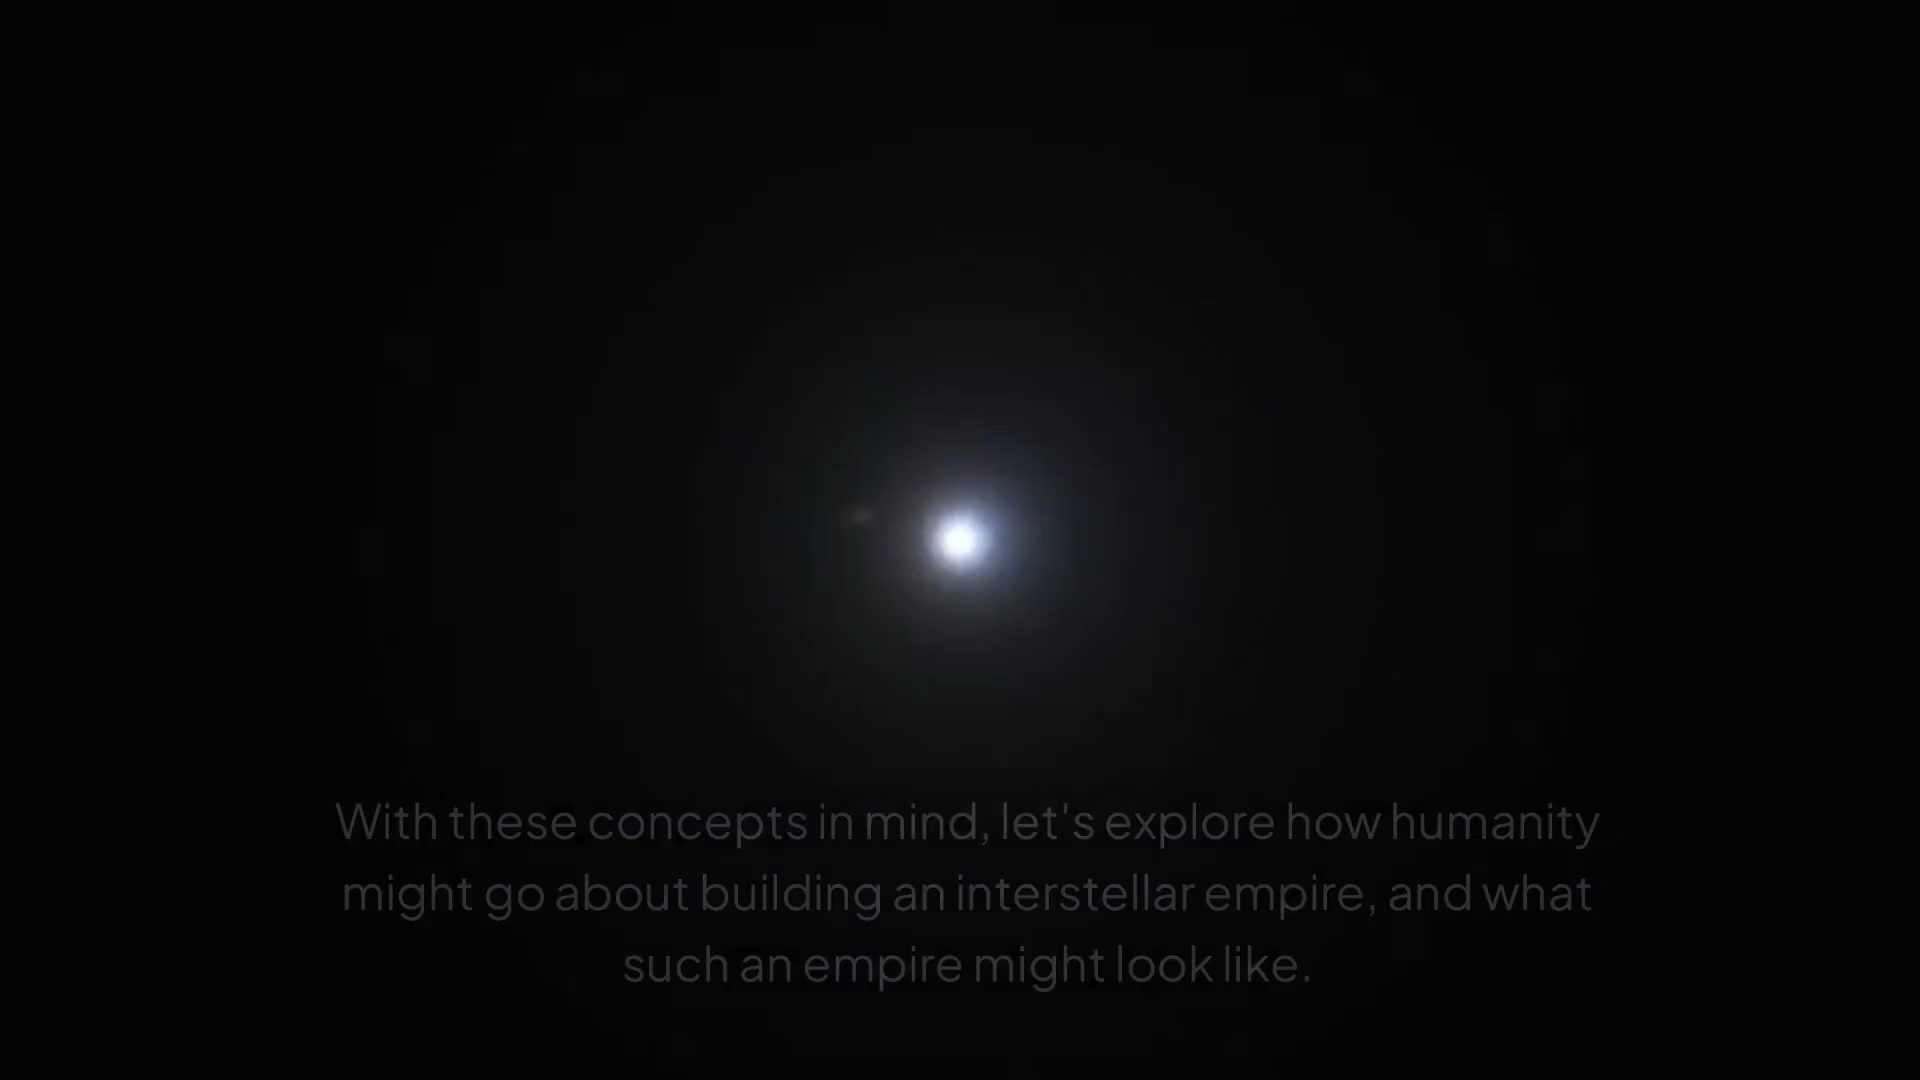 With these concepts in mind, let's explore how humanity
might go about building an interstellar empire, and what
such an empire might look like.